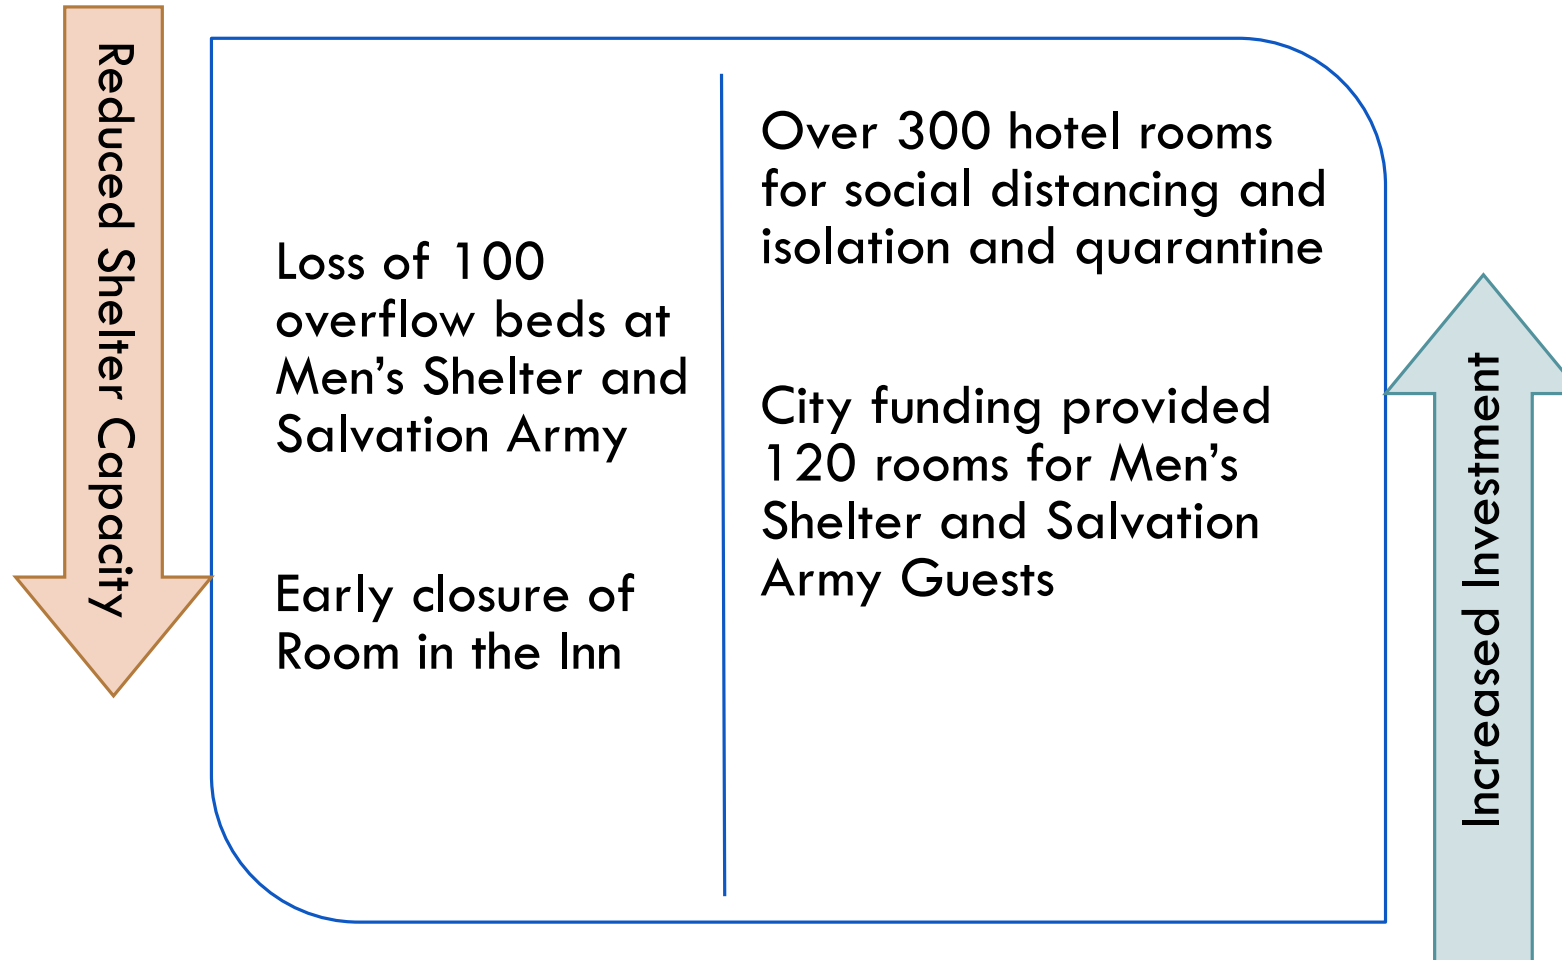 Reduced Shelter Capacity
Loss of 100
overflow beds at
Men’s Shelter and
Salvation Army
Early closure of
Room in the Inn
Over 300 hotel rooms
for social distancing and
isolation and quarantine
City funding provided
120 rooms for Men’s
Shelter and Salvation
Army Guests
Increased Investment